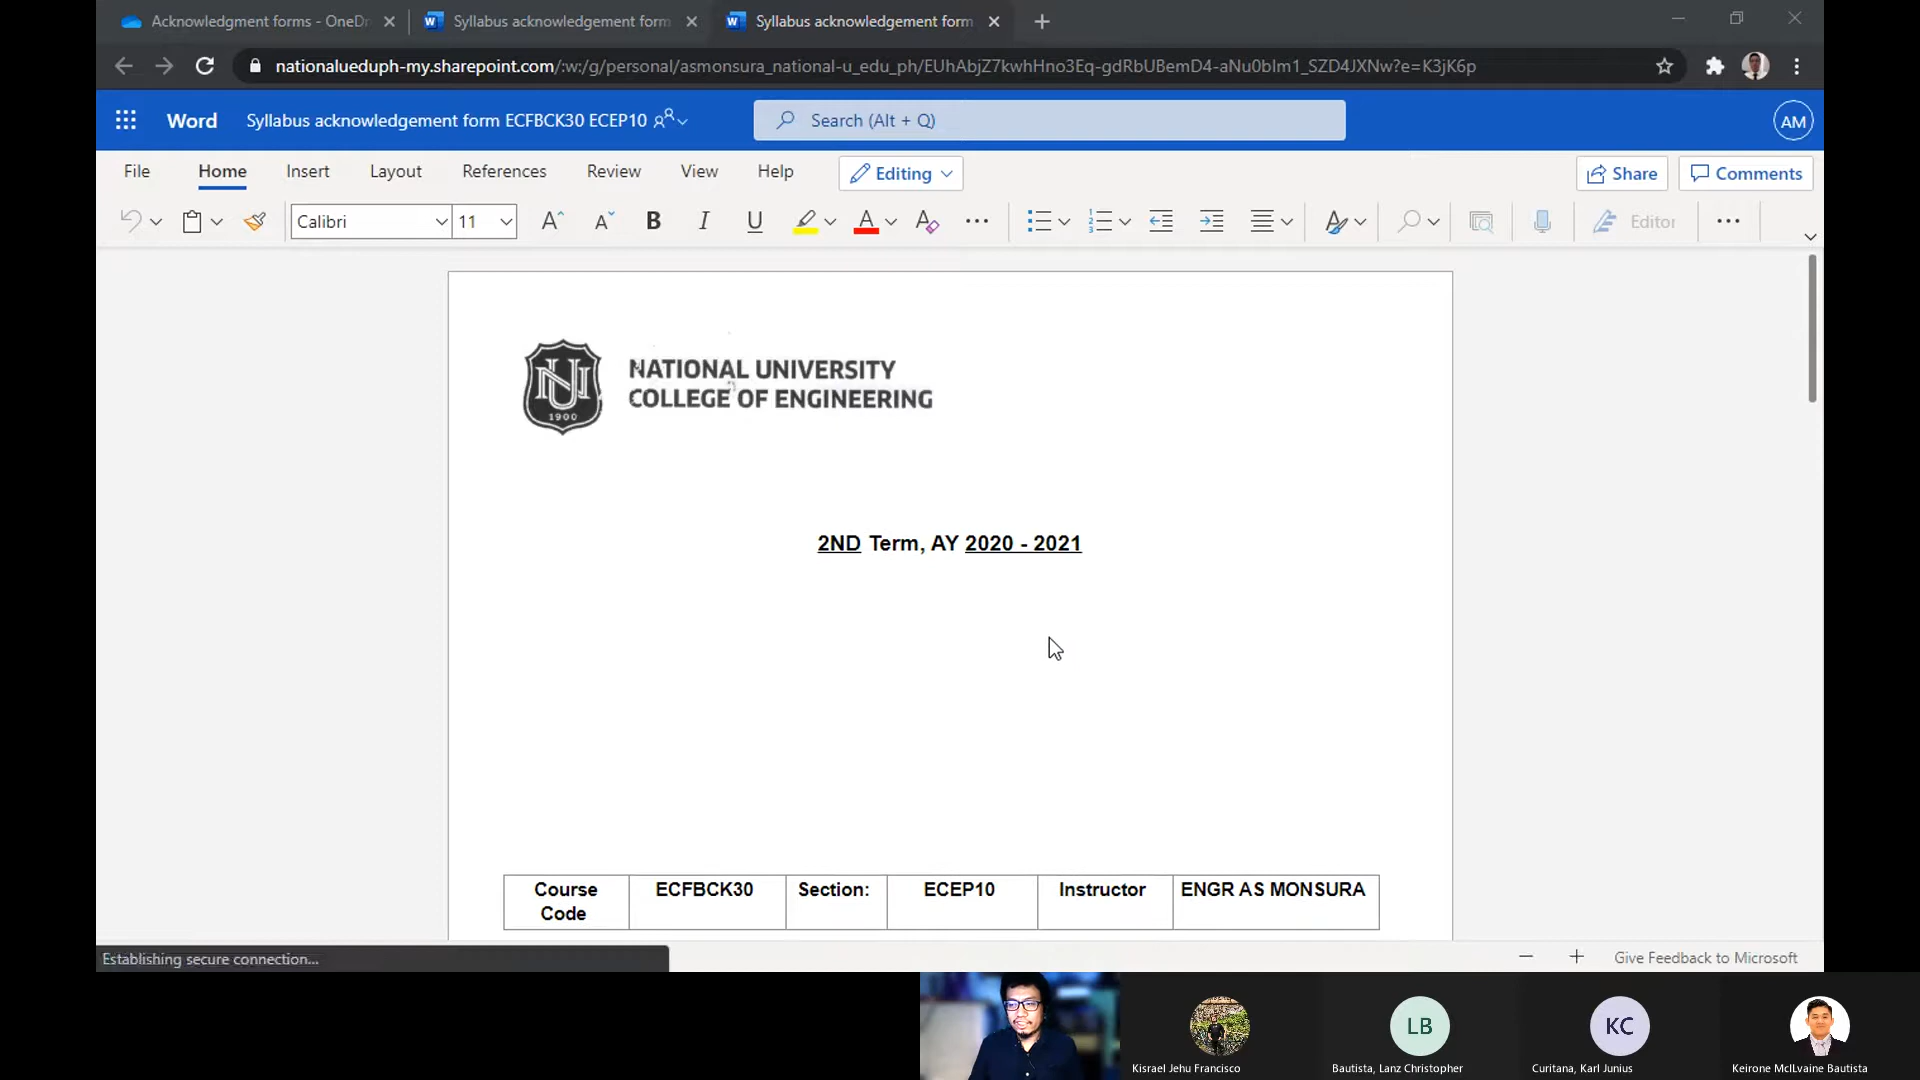 Acknowledgment forms - OneDr
Syllabus acknowledgement form
Syllabus acknowledgement form
nationalueduph-my.sharepoint.com/:w:/g/personal/asmonsura_national-u_edu_ph/EUhAbjZ7kwhHno3Eq-gdRbUBemD4-aNu0bIm1_SZD4JXNw?e=K3jK6p
Word
Syllabus acknowledgement form ECFBCK30 ECEP10
Search (Alt + Q)
AM
File Home Insert Layout References Review View Help Editing Share Comments
Calibri 11 B I U Editor
NU
1900
NATIONAL UNIVERSITY
COLLEGE OF ENGINEERING
2ND Term, AY 2020 - 2021
Course Code ECFBCK30 Section: ECEP10 Instructor ENGR AS MONSURA
Establishing secure connection...
Give Feedback to Microsoft
LB
KC
Kisrael Jehu Francisco
Bautista, Lanz Christopher
Curitana, Karl Junius
Keirone McIlvaine Bautista